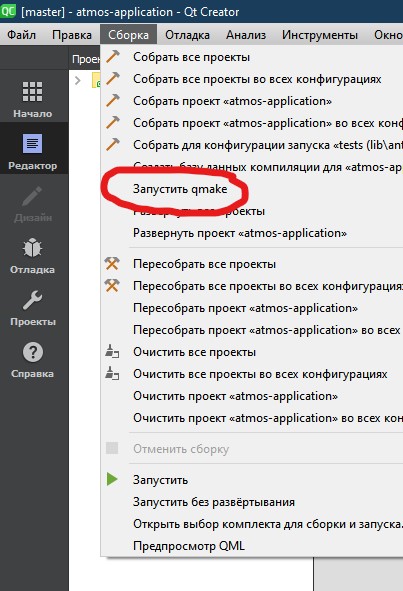 QC [master] - atmos-application - Qt Creator
Файл Правка Сборка Отладка Анализ Инструменты Окно
Прое
Начало
Редактор
Дизайн
Отладка
Проекты
Справка
Собрать все проекты
Собрать все проекты во всех конфигурациях
Собрать проект «atmos-application»
Собрать проект «atmos-application» во всех кон
Собрать для конфигурации запуска «tests (lib\ant
Создать базу данных компиляции для «atmos-ap
Запустить qmake
Развернуть все проекты
Развернуть проект «atmos-application»
Пересобрать все проекты
Пересобрать все проекты во всех конфигурация
Пересобрать проект «atmos-application»
Пересобрать проект «atmos-application» во всех
Очистить все проекты
Очистить все проекты во всех конфигурациях
Очистить проект «atmos-application»
Очистить проект «atmos-application» во всех кон
Отменить сборку
Запустить
Запустить без развёртывания
Открыть выбор комплекта для сборки и запуска.
Предпросмотр QML